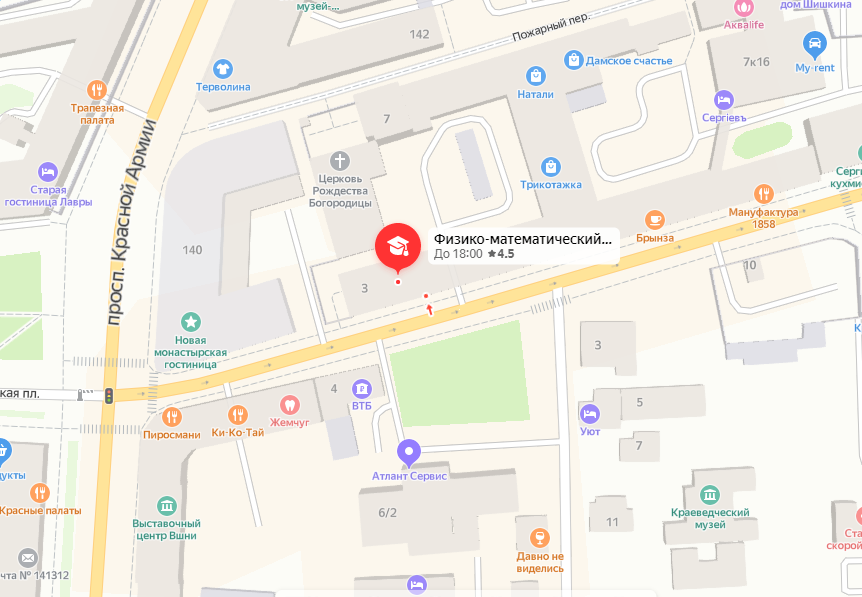 музей-...
дом Шишкина
Аквalife
142
Пожарный пер.
Терволина
Дамское счастье
My-rent
7к16
Натали
Трапезная
палата
7
Сергіевъ
Церковь
Рождества
Богородицы
Старая
гостиница Лавры
Трикотажка
Серги
кухмис
Мануфактура
1858
Брынза
просп. Красной Армии
Физико-математический...
До 18:00 ★4.5
140
3
10
Новая
монастырская
гостиница
3
кая пл.
4
ВТБ
Жемчуг
Ки-Ко-Тай
Пиросмани
5
Уют
7
Атлант Сервис
дукты
Красные палаты
6/2
11
Краеведческий
музей
Выставочный
центр Вшни
Ста
скорой
Давно не
виделись
чта № 141312